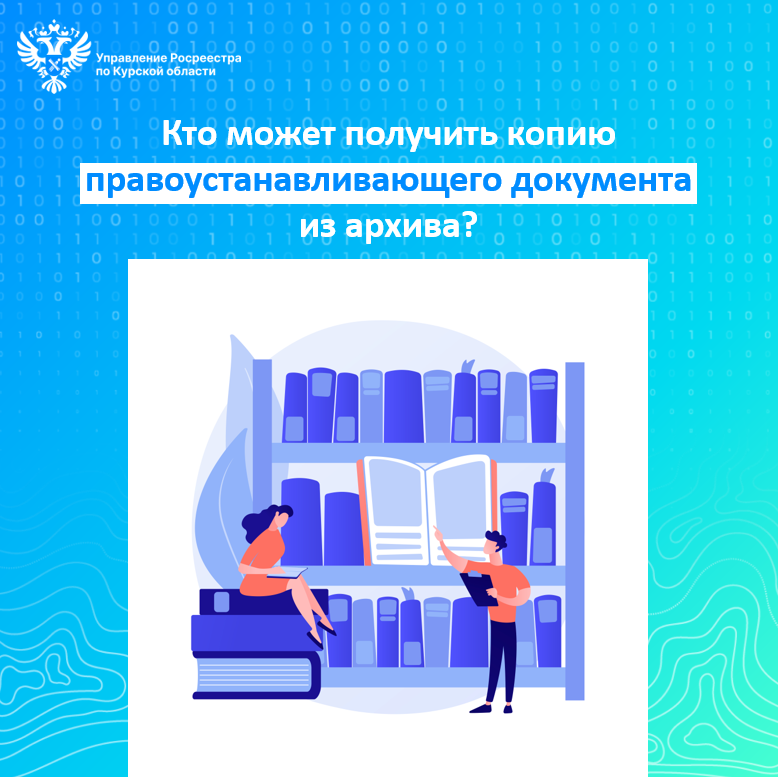 Управление Росреестра
по Курской области
Кто может получить копию
правоустанавливающего документа
из архива?